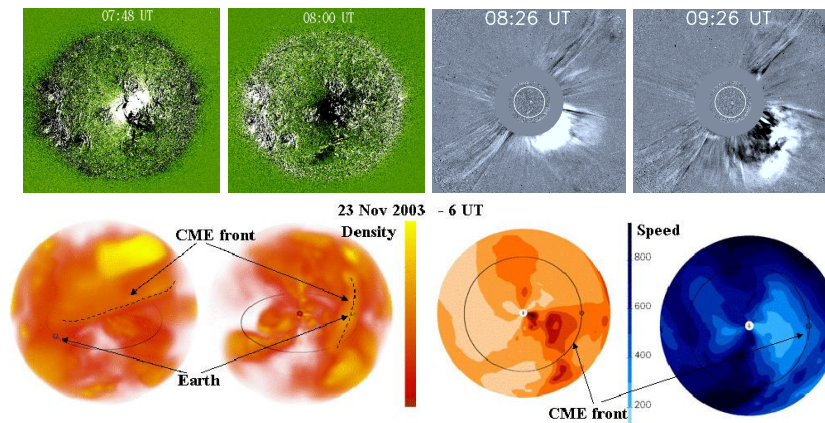 07:48 UT
08:00 UT
08:26 UT
09:26 UT
23 Nov 2003 - 6 UT
CME front
Density
Speed
800
600
400
200
Earth
CME front